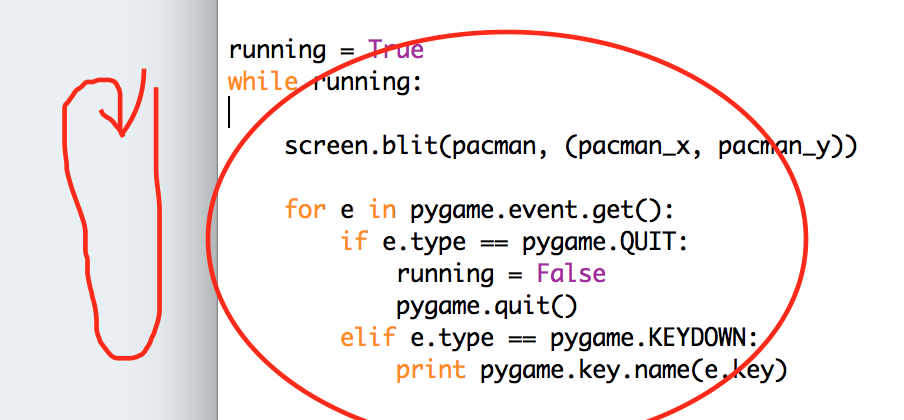 running = True
while running:
screen.blit(pacman, (pacman_x, pacman_y))
for e in pygame.event.get():
if e.type == pygame.QUIT:
running = False
pygame.quit()
elif e.type == pygame.KEYDOWN:
print pygame.key.name(e.key)